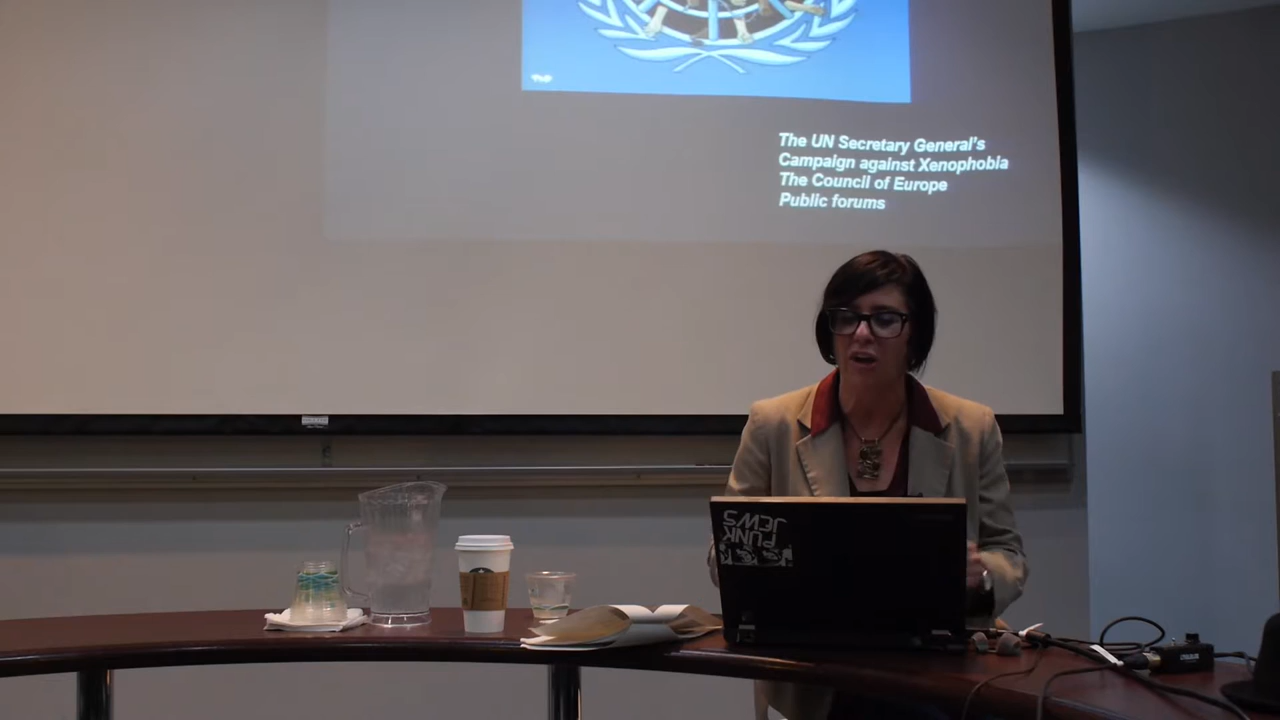 The UN Secretary General's
Campaign against Xenophobia
The Council of Europe
Public forums
PUNK
JEWS